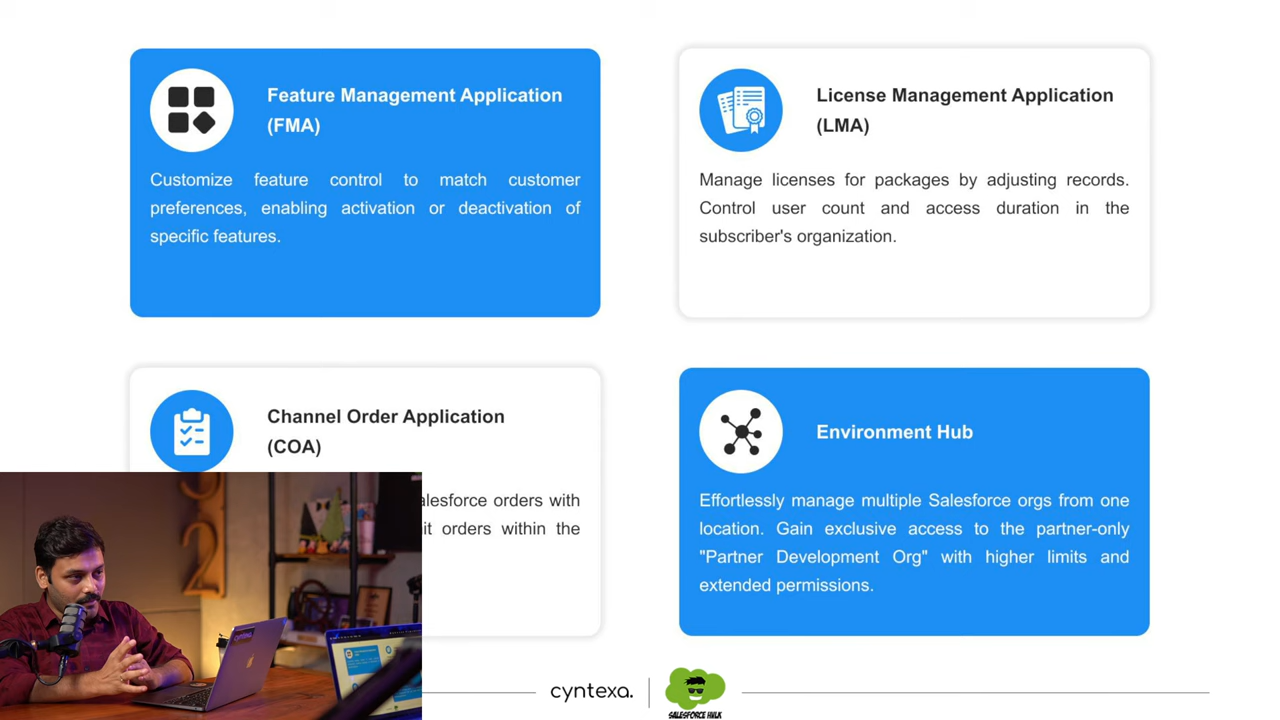 Feature Management Application
(FMA)
Customize feature control to match customer
preferences, enabling activation or deactivation of
specific features.
License Management Application
(LMA)
Manage licenses for packages by adjusting records.
Control user count and access duration in the
subscriber's organization.
Channel Order Application
(COA)
alesforce orders with
it orders within the
Environment Hub
Effortlessly manage multiple Salesforce orgs from one
location. Gain exclusive access to the partner-only
"Partner Development Org" with higher limits and
extended permissions.
cyntexa.
SALESFORCE HULK